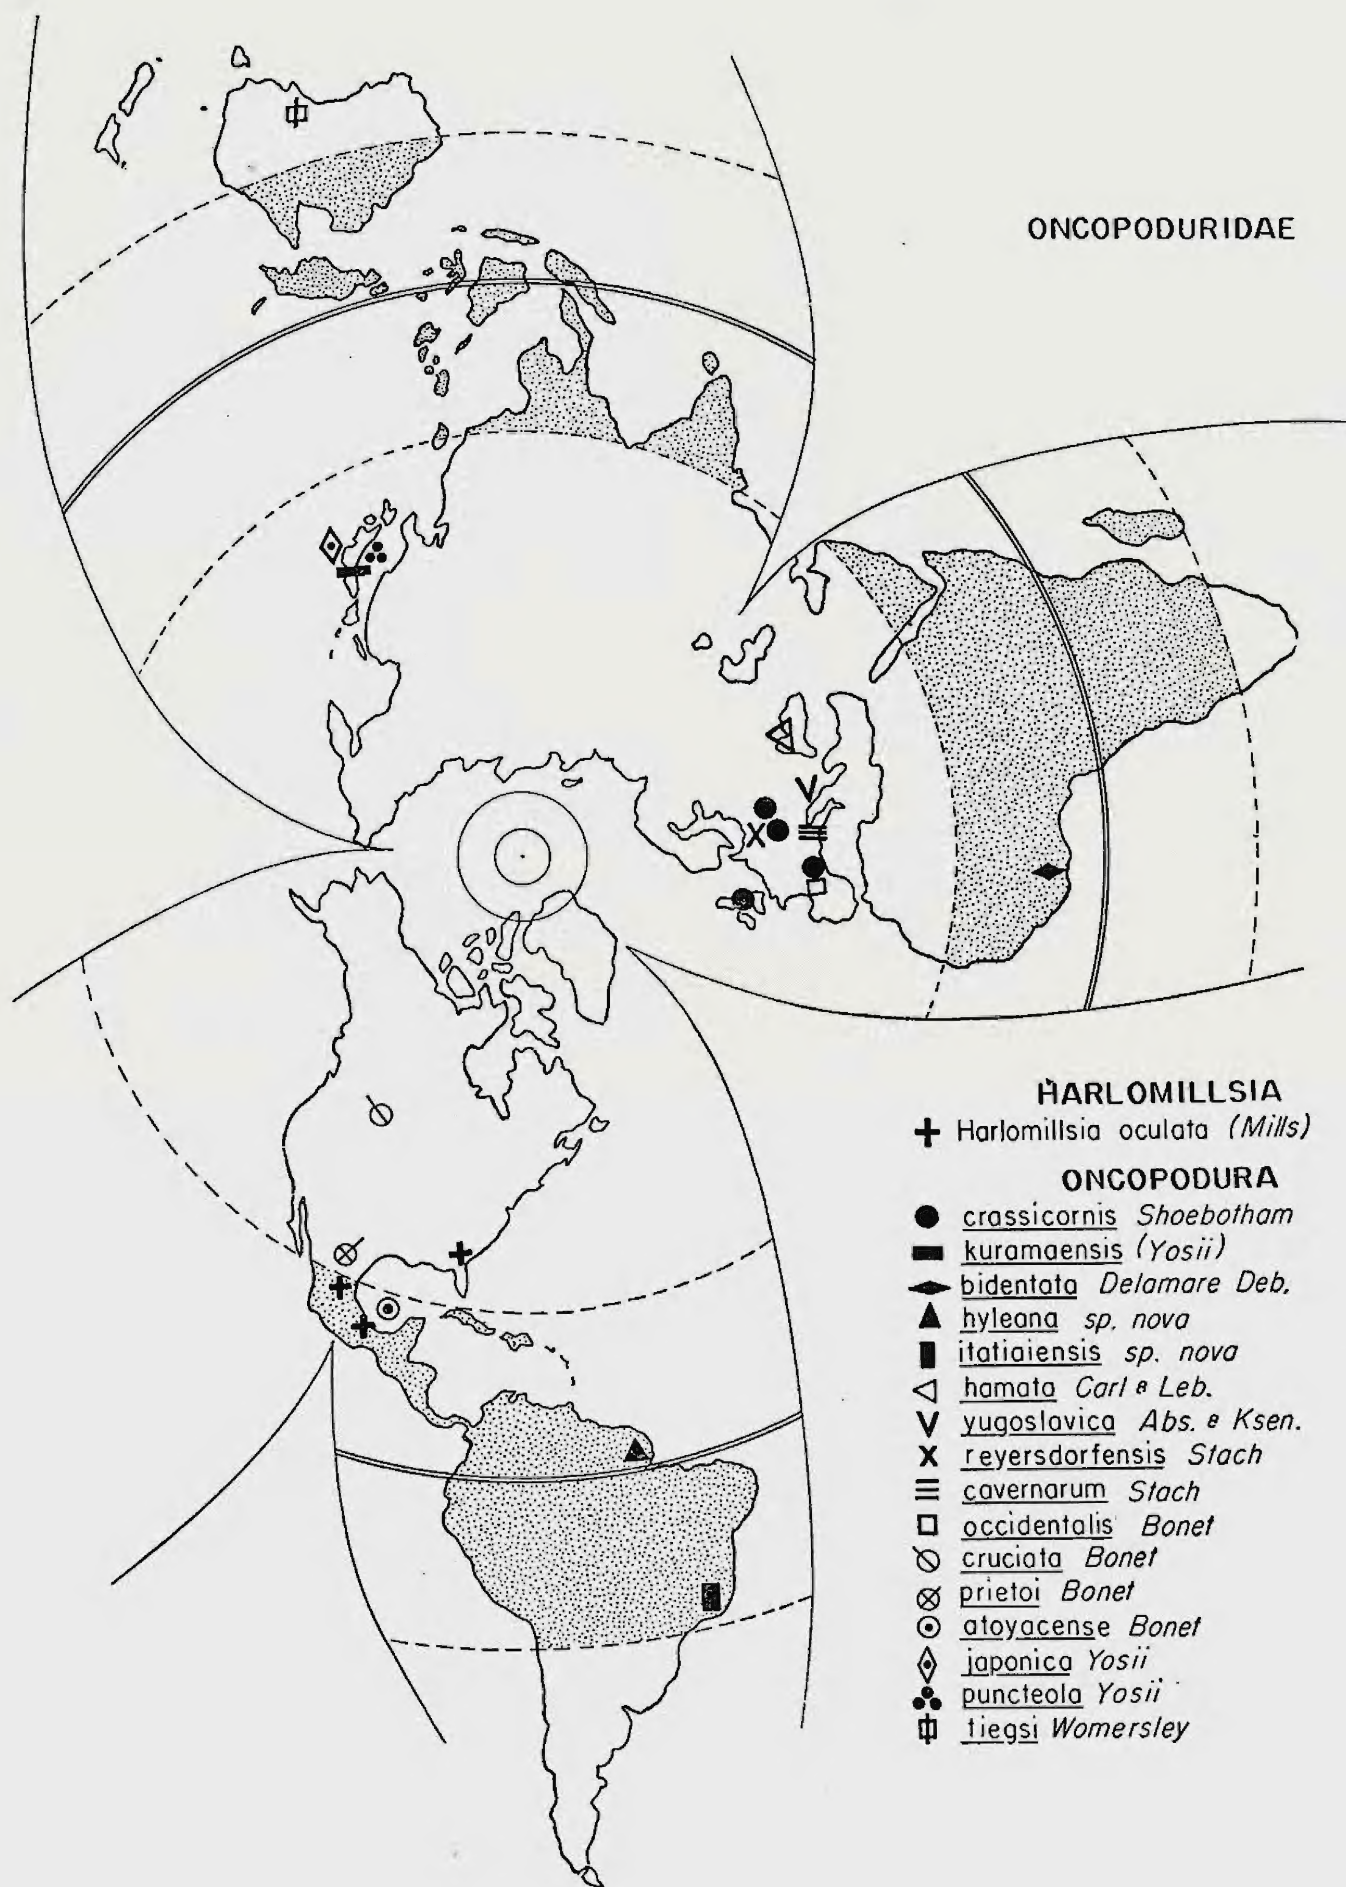 ONCOPODURIDAE
HARLOMILLSIA
Harlomillsia oculata (Mills)
ONCOPODURA
crassicornis Shoebotham
kuramaensis (Yosii)
bidentata Delamare Deb.
hyleana sp. nova
itatiaiensis sp. nova
hamata Carl & Leb.
yugoslavica Abs. & Ksen.
reyersdorfensis Stach
cavernarum Stach
occidentalis Bonet
cruciata Bonet
prietoi Bonet
atoyacense Bonet
japonica Yosii
puncteola Yosii
tiegsi Womersley